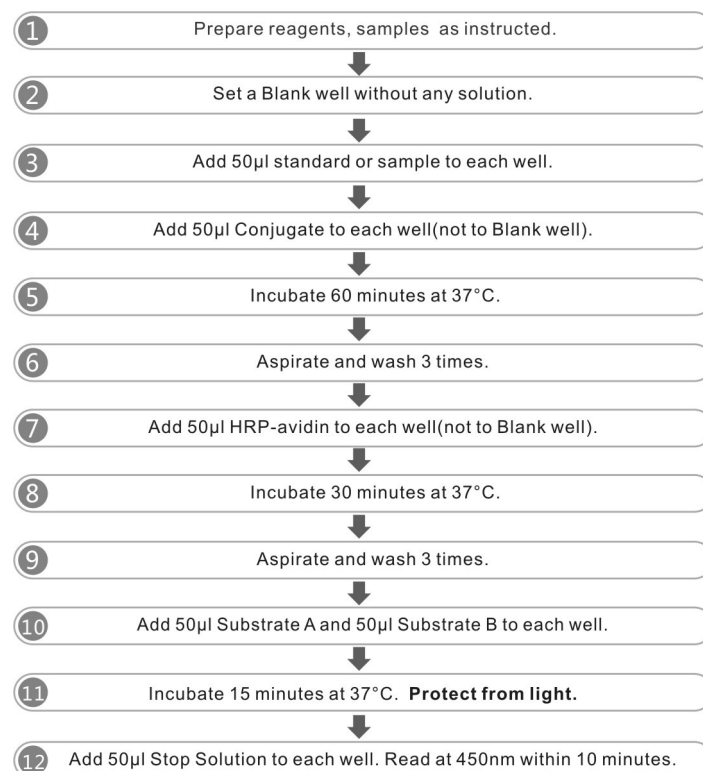 1 Prepare reagents, samples as instructed.
2 Set a Blank well without any solution.
3 Add 50μl standard or sample to each well.
4 Add 50μl Conjugate to each well(not to Blank well).
5 Incubate 60 minutes at 37°C.
6 Aspirate and wash 3 times.
7 Add 50μl HRP-avidin to each well(not to Blank well).
8 Incubate 30 minutes at 37°C.
9 Aspirate and wash 3 times.
10 Add 50μl Substrate A and 50μl Substrate B to each well.
11 Incubate 15 minutes at 37°C. Protect from light.
12 Add 50μl Stop Solution to each well. Read at 450nm within 10 minutes.